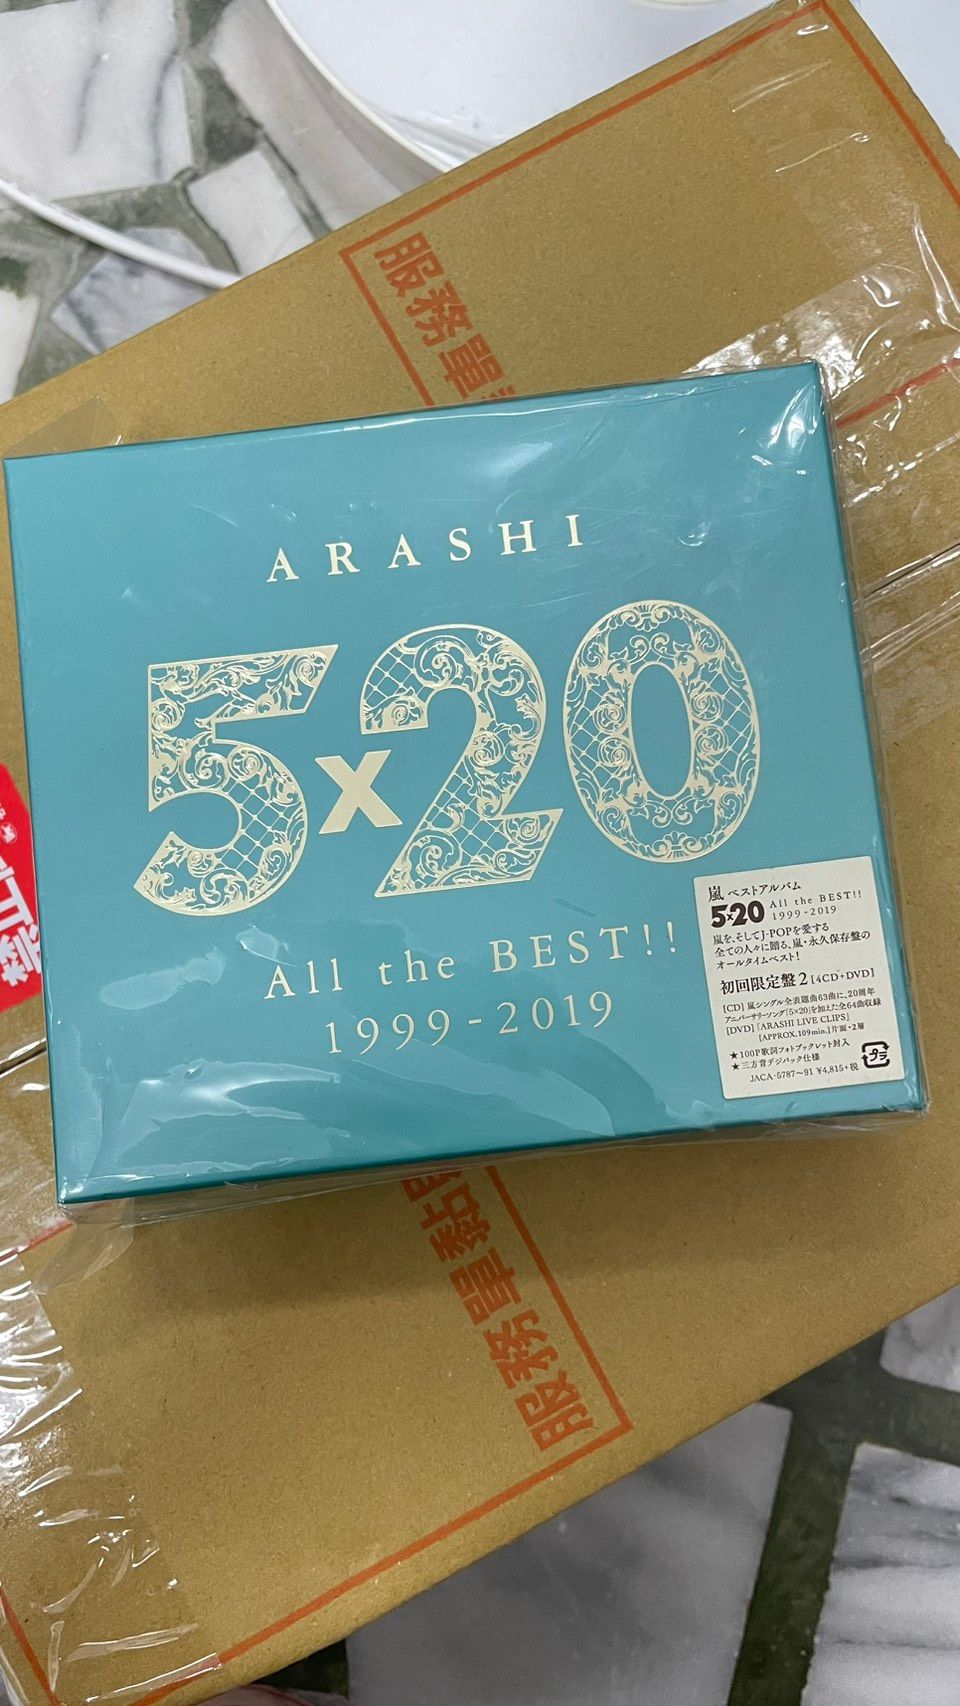 服務單
ARASHI
5x20
All the BEST!!
1999-2019
嵐 ベストアルバム
5x20 All the BEST!!
1999-2019
嵐を、そしてJ-POPを愛する
全ての人々に贈る、嵐・永久保存盤の
オールタイムベスト!
初回限定盤2 [4CD+DVD]
[CD] 嵐シングル全表題曲63曲に、20周年
アニバーサリーソング「5×20」を加えた全64曲収録
[DVD] 「ARASHI LIVE CLIPS」
[APPROX.109min.] 片面・2層
★100P歌詞フォトブックレット封入
★三方背デジパック仕様
JACA-5787~91 ¥4,815+税
プラ
服務單黏